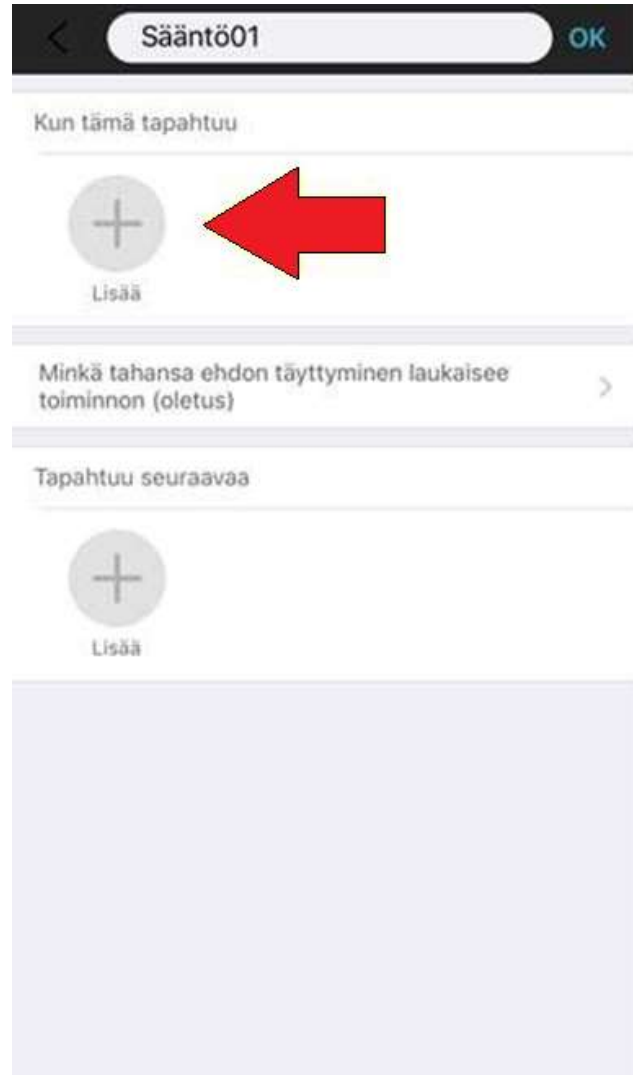 Sääntö01
OK
Kun tämä tapahtuu
Lisää
Minkä tahansa ehdon täyttyminen laukaisee
toiminnon (oletus)
Tapahtuu seuraavaa
Lisää